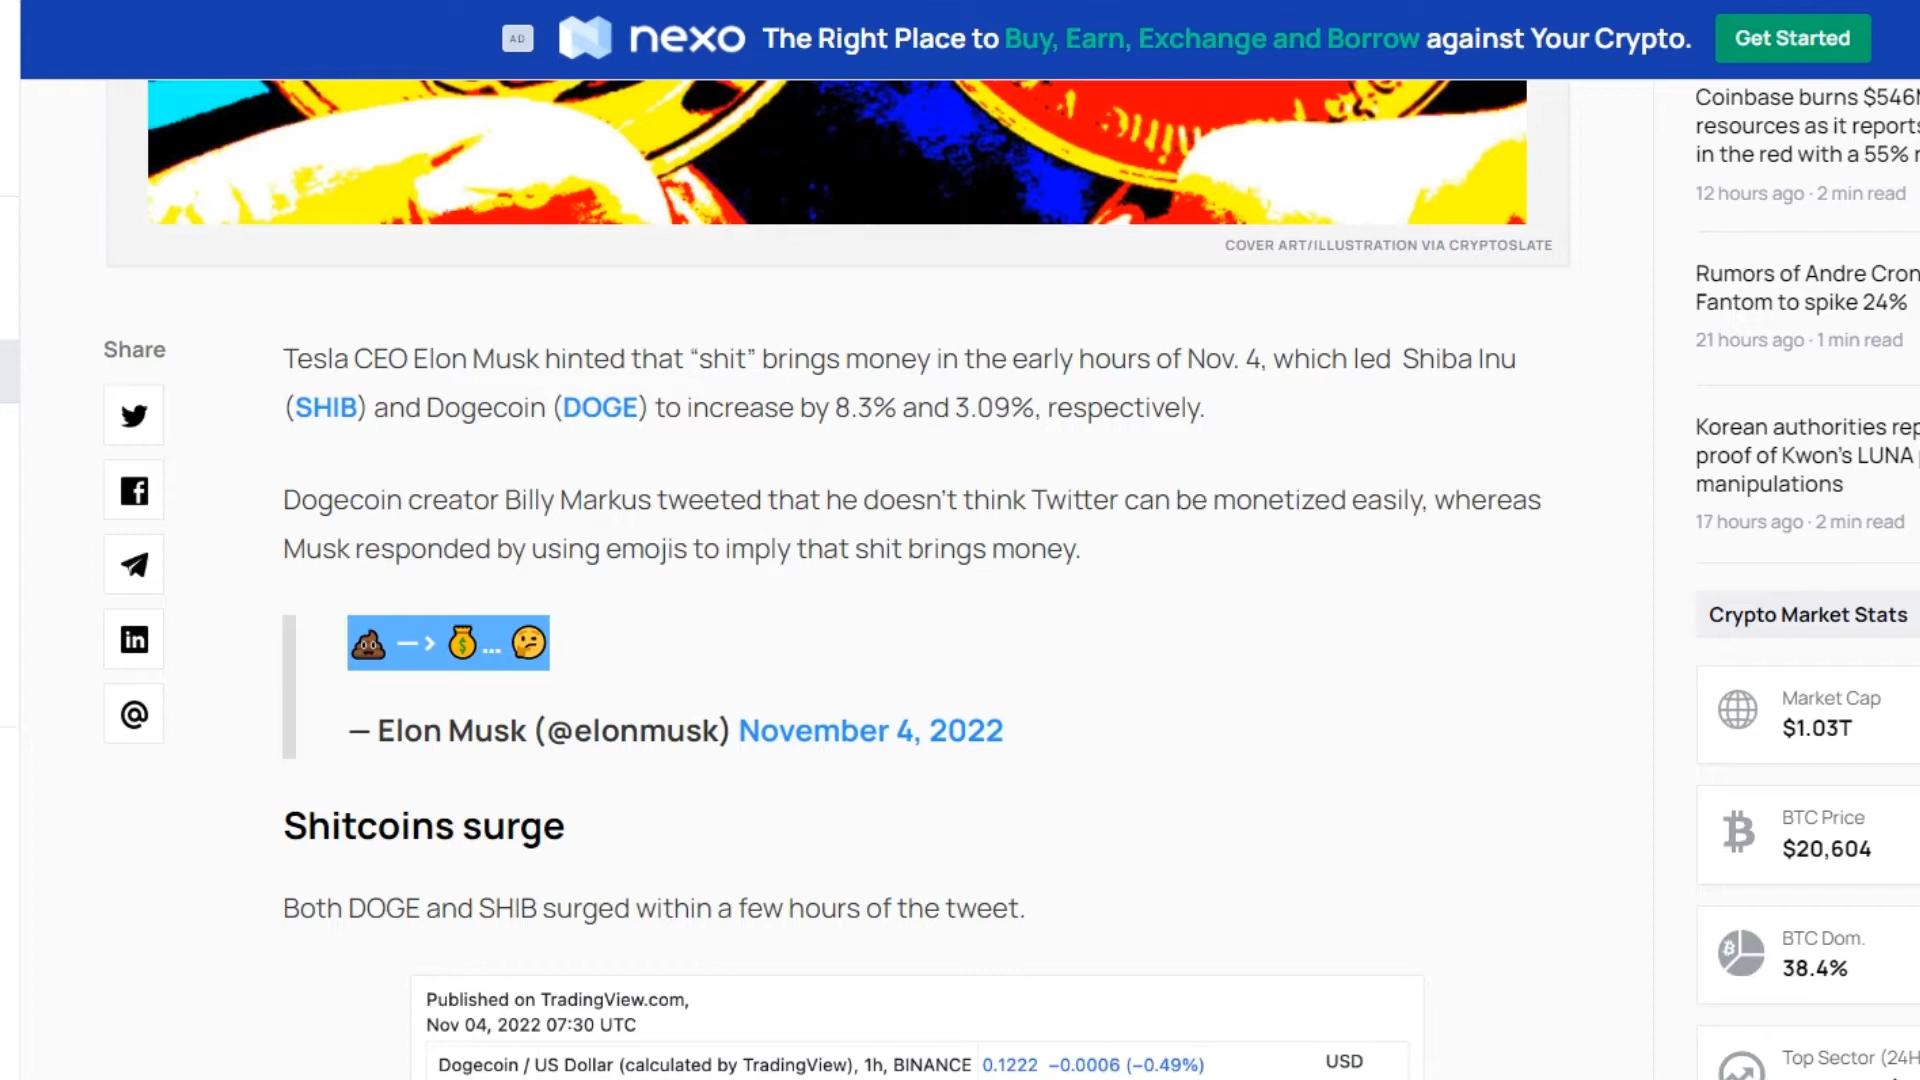 AD nexo The Right Place to Buy, Earn, Exchange and Borrow against Your Crypto. Get Started
COVER ART/ILLUSTRATION VIA CRYPTOSLATE
Share
Tesla CEO Elon Musk hinted that “shit” brings money in the early hours of Nov. 4, which led Shiba Inu
(SHIB) and Dogecoin (DOGE) to increase by 8.3% and 3.09%, respectively.
Dogecoin creator Billy Markus tweeted that he doesn’t think Twitter can be monetized easily, whereas
Musk responded by using emojis to imply that shit brings money.
💩 —> 💰… 🤔
— Elon Musk (@elonmusk) November 4, 2022
Shitcoins surge
Both DOGE and SHIB surged within a few hours of the tweet.
Published on TradingView.com,
Nov 04, 2022 07:30 UTC
Dogecoin / US Dollar (calculated by TradingView), 1h, BINANCE 0.1222 −0.0006 (−0.49%) USD
Coinbase burns $546
resources as it reports
in the red with a 55%
12 hours ago · 2 min read
Rumors of Andre Cron
Fantom to spike 24%
21 hours ago · 1 min read
Korean authorities rep
proof of Kwon’s LUNA
manipulations
17 hours ago · 2 min read
Crypto Market Stats
Market Cap
$1.03T
BTC Price
$20,604
BTC Dom.
38.4%
Top Sector (24H